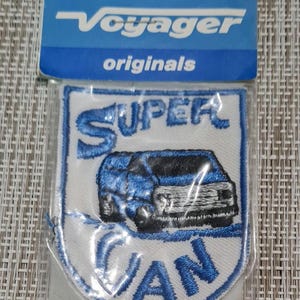 Voyager
originals
SUPER
VAN